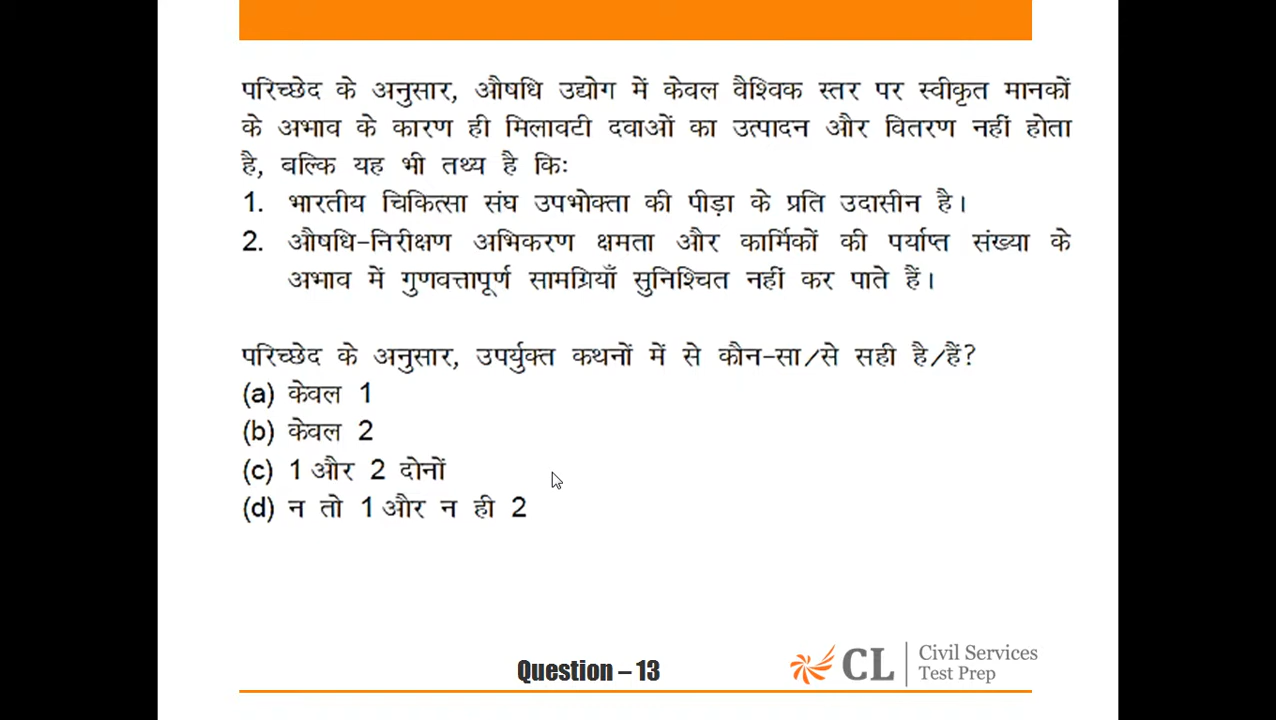 परिच्छेद के अनुसार, औषधि उद्योग में केवल वैश्विक स्तर पर स्वीकृत मानकों
के अभाव के कारण ही मिलावटी दवाओं का उत्पादन और वितरण नहीं होता
है, बल्कि यह भी तथ्य है कि:
1. भारतीय चिकित्सा संघ उपभोक्ता की पीड़ा के प्रति उदासीन है।
2. औषधि-निरीक्षण अभिकरण क्षमता और कार्मिकों की पर्याप्त संख्या के
अभाव में गुणवत्तापूर्ण सामग्रियाँ सुनिश्चित नहीं कर पाते हैं।
परिच्छेद के अनुसार, उपर्युक्त कथनों में से कौन-सा/से सही है/हैं?
(a) केवल 1
(b) केवल 2
(c) 1 और 2 दोनों
(d) न तो 1 और न ही 2
Question – 13
CL
Civil Services
Test Prep